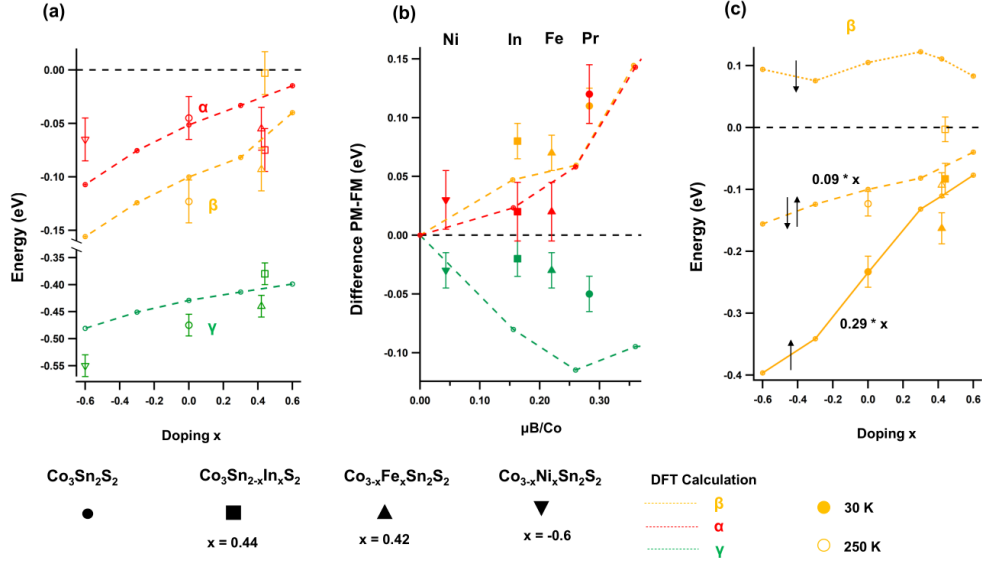 (a)
0.00
-0.05
-0.10
-0.15
-0.35
-0.40
-0.45
-0.50
-0.55
Energy (eV)
α
β
γ
-0.6 -0.4 -0.2 0.0 0.2 0.4 0.6
Doping x
(b)
Ni In Fe Pr
0.15
0.10
0.05
0.00
-0.05
-0.10
Difference PM-FM (eV)
0.00 0.10 0.20 0.30
μB/Co
(c)
β
0.1
0.0
-0.1
-0.2
-0.3
-0.4
Energy (eV)
0.09 * x
0.29 * x
-0.6 -0.4 -0.2 0.0 0.2 0.4 0.6
Doping x
Co₃Sn₂S₂
Co₃Sn₂₋ₓInₓS₂
x = 0.44
Co₃₋ₓFeₓSn₂S₂
x = 0.42
Co₃₋ₓNiₓSn₂S₂
x = -0.6
DFT Calculation
β
α
γ
30 K
250 K